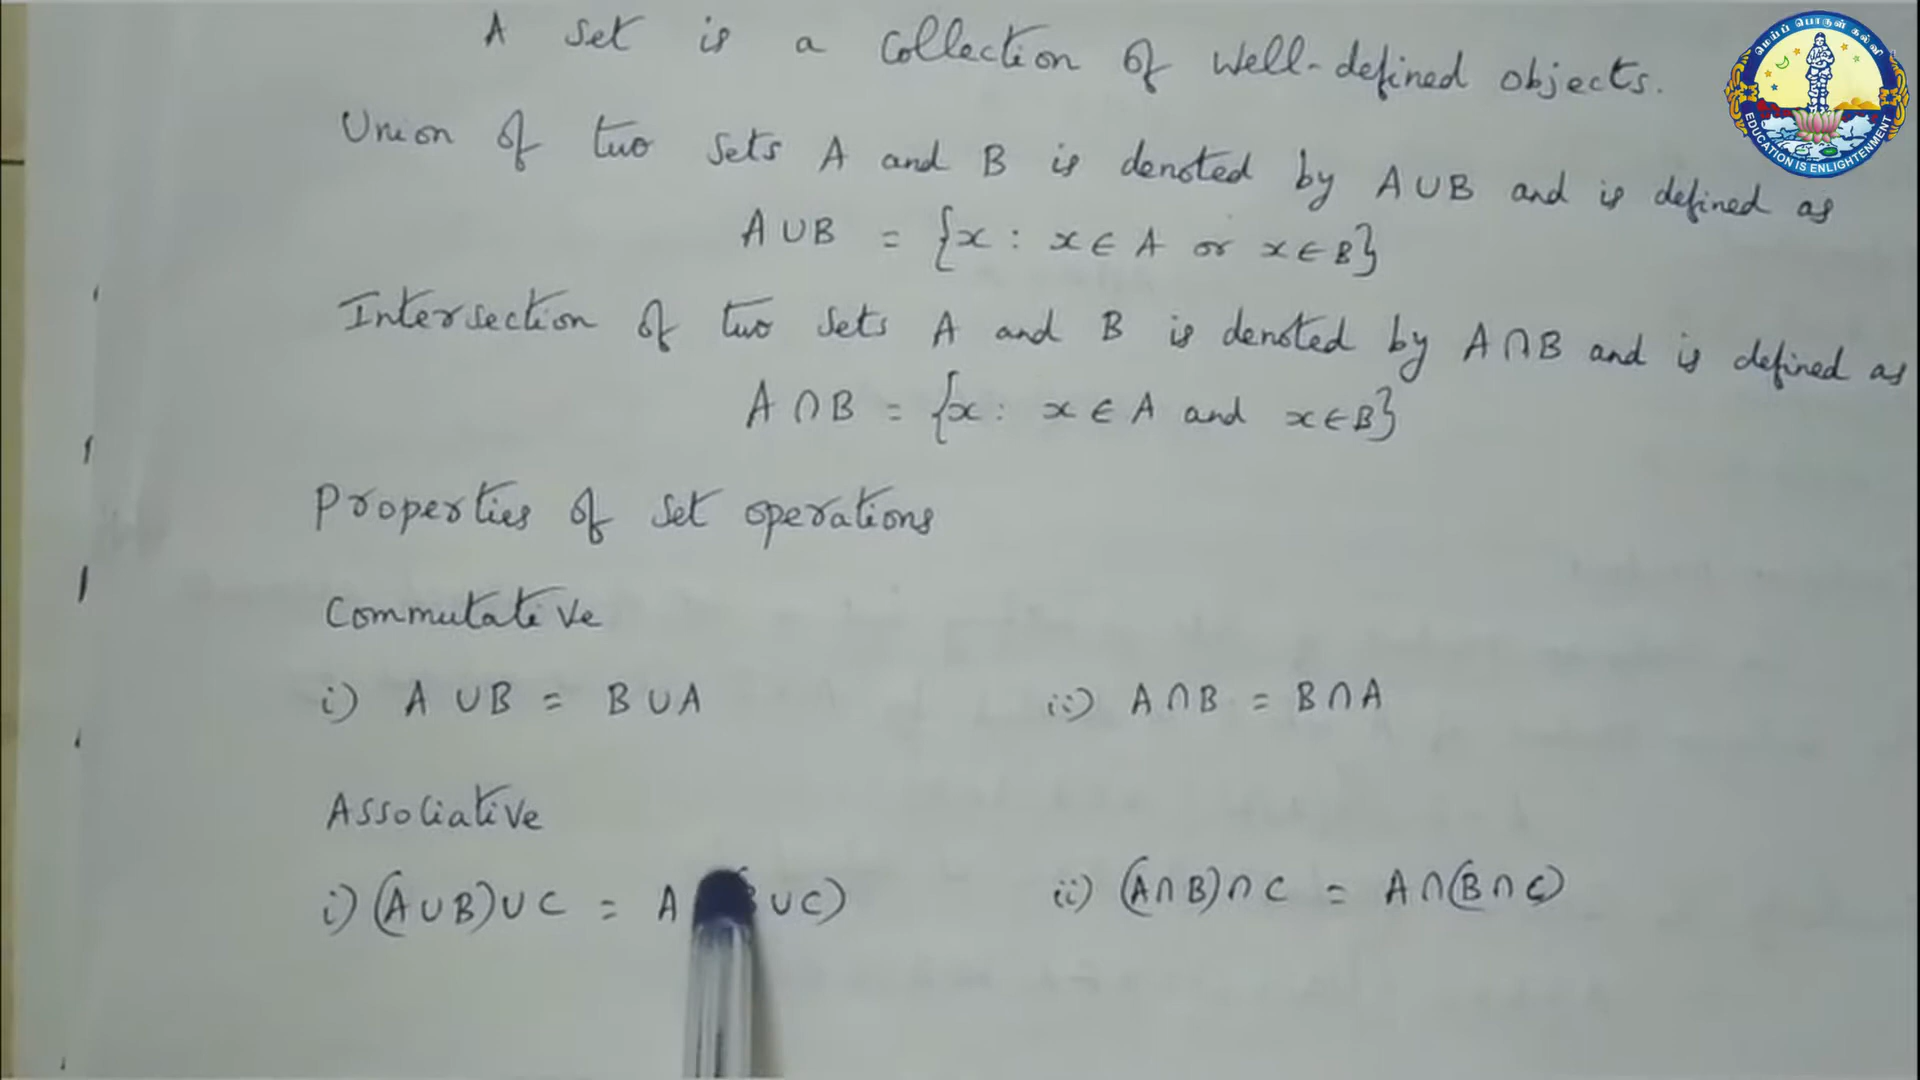 A set is a collection of well-defined objects.
மெய்ப் பொருள் கல்வி
EDUCATION IS ENLIGHTENMENT
Union of two sets A and B is denoted by A∪B and is defined as
A∪B = {x : x∈A or x∈B}
Intersection of two sets A and B is denoted by A∩B and is defined as
A∩B = {x : x∈A and x∈B}
Properties of set operations
Commutative
i) A∪B = B∪A ii) A∩B = B∩A
Associative
i) (A∪B)∪C = A ∪C) ii) (A∩B)∩C = A∩(B∩C)